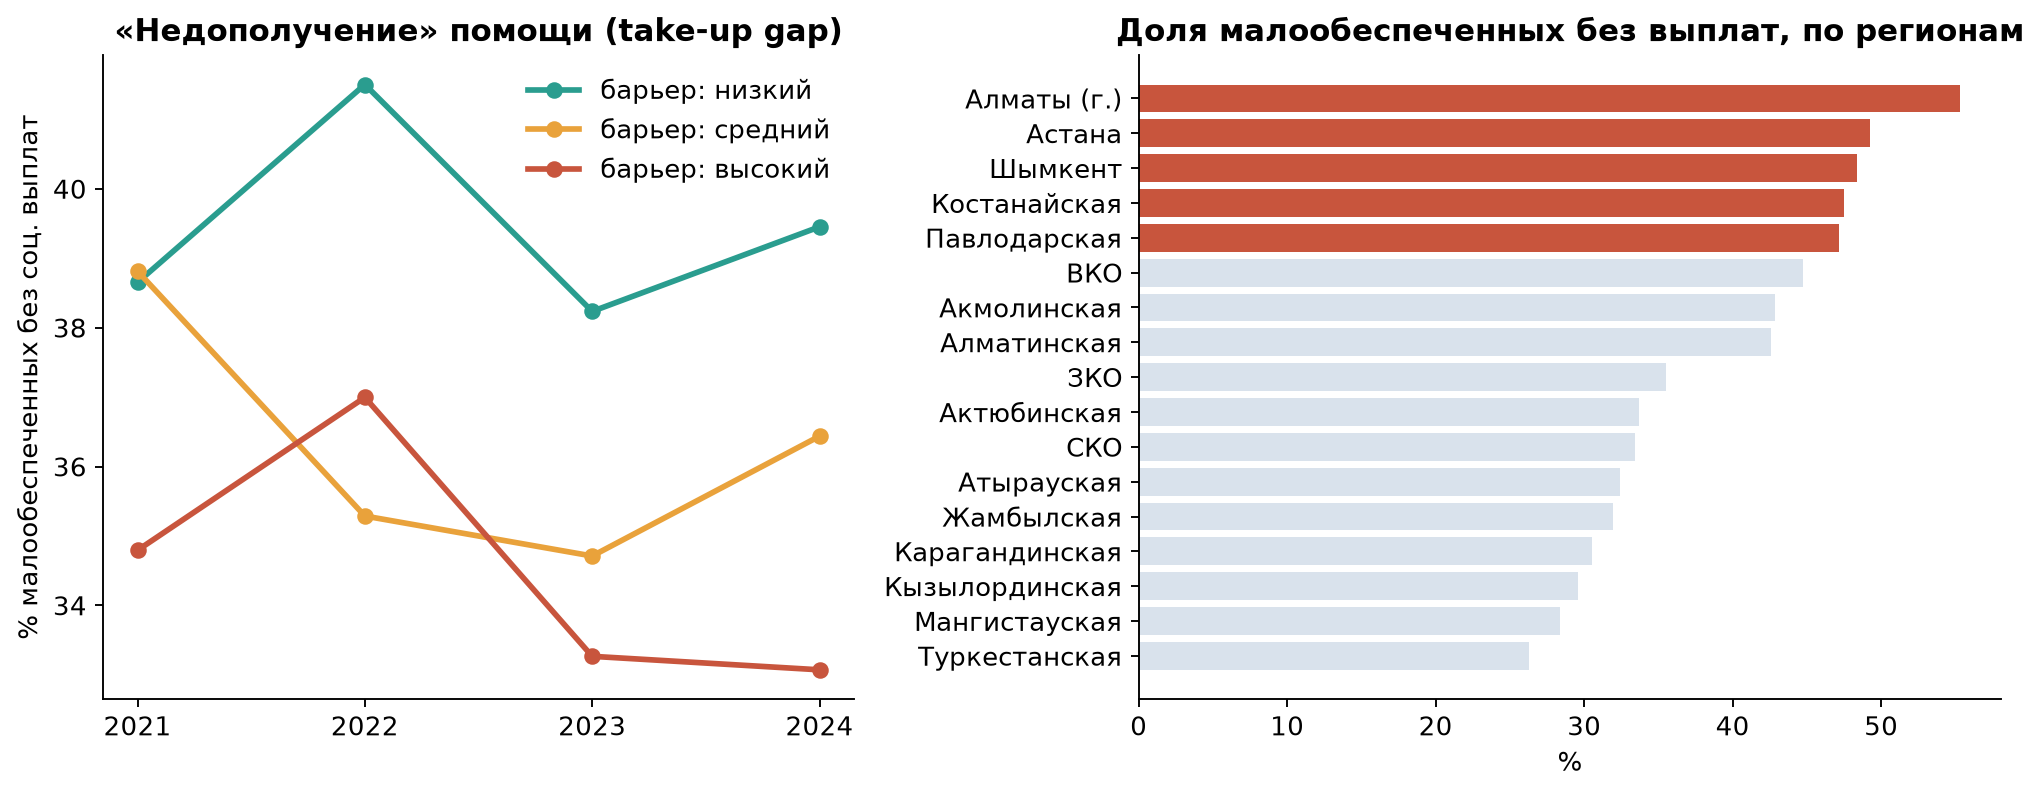 «Недополучение» помощи (take-up gap)
% малообеспеченных без соц. выплат
40
38
36
34
барьер: низкий
барьер: средний
барьер: высокий
2021
2022
2023
2024
Доля малообеспеченных без выплат, по регионам
Алматы (г.)
Астана
Шымкент
Костанайская
Павлодарская
ВКО
Акмолинская
Алматинская
ЗКО
Актюбинская
СКО
Атырауская
Жамбылская
Карагандинская
Кызылординская
Мангистауская
Туркестанская
0
10
20
30
40
50
%